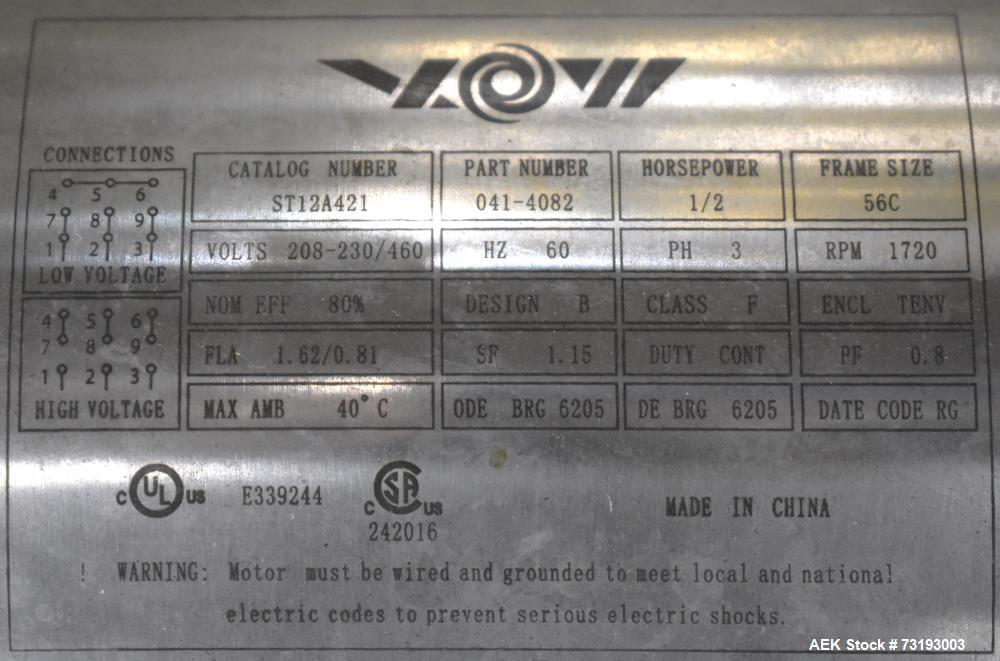 VOW
CONNECTIONS
4 5 6
7 8 9
1 2 3
LOW VOLTAGE
4 5 6
7 8 9
1 2 3
HIGH VOLTAGE
CATALOG NUMBER
ST12A421
PART NUMBER
041-4082
HORSEPOWER
1/2
FRAME SIZE
56C
VOLTS 208-230/460
HZ 60
PH 3
RPM 1720
NOM EFF 80%
DESIGN B
CLASS F
ENCL TENV
FLA 1.62/0.81
SF 1.15
DUTY CONT
PF 0.8
MAX AMB 40°C
ODE BRG 6205
DE BRG 6205
DATE CODE RG
C UL US E339244
C SA US
242016
MADE IN CHINA
! WARNING: Motor must be wired and grounded to meet local and national
electric codes to prevent serious electric shocks.
AEK Stock # 73193003